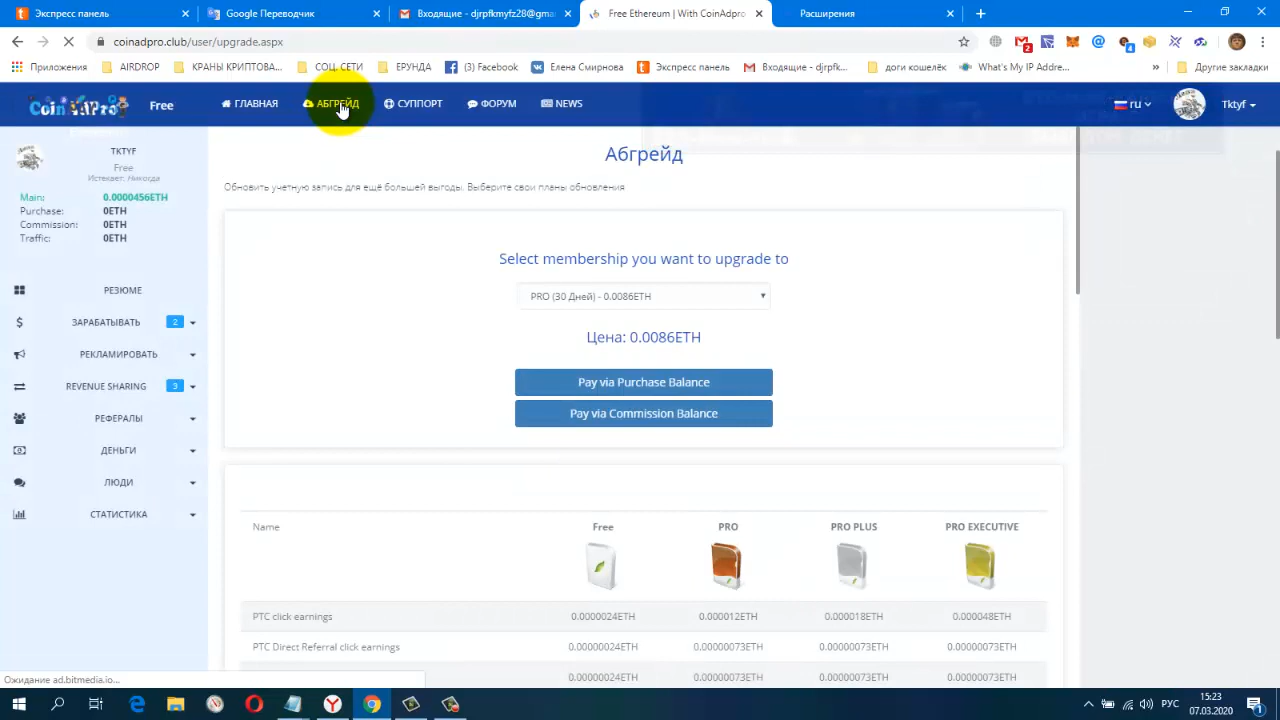 Экспресс панель
Google Переводчик
Входящие - djrpfkmyfz28@gma
Free Ethereum | With CoinAdpro
Расширения
coinadpro.club/user/upgrade.aspx
2
4
Приложения
AIRDROP
КРАНЫ КРИПТОВА...
СОЦ. СЕТИ
ЕРУНДА
(3) Facebook
Елена Смирнова
Экспресс панель
Входящие - djrpfk...
доги кошелёк
What's My IP Addre...
»
Другие закладки
CoinAdPro
Free
ГЛАВНАЯ
АБГРЕЙД
СУППОРТ
ФОРУМ
NEWS
ru
Tktyf
TKTYF
Free
Истекает: Никогда
Main: 0.0000456ETH
Purchase: 0ETH
Commission: 0ETH
Traffic: 0ETH
РЕЗЮМЕ
ЗАРАБАТЫВАТЬ 2
РЕКЛАМИРОВАТЬ
REVENUE SHARING 3
РЕФЕРАЛЫ
ДЕНЬГИ
ЛЮДИ
СТАТИСТИКА
Абгрейд
Обновить учетную запись для ещё большей выгоды. Выберите свои планы обновления
Select membership you want to upgrade to
PRO (30 Дней) - 0.0086ETH
Цена: 0.0086ETH
Pay via Purchase Balance
Pay via Commission Balance
Name Free PRO PRO PLUS PRO EXECUTIVE
PTC click earnings 0.0000024ETH 0.000012ETH 0.000018ETH 0.000048ETH
PTC Direct Referral click earnings 0.00000024ETH 0.00000073ETH 0.00000073ETH 0.00000073ETH
0.00000024ETH 0.00000073ETH 0.00000073ETH 0.00000073ETH
Ожидание ad.bitmedia.io...
РУС
15:23
07.03.2020
1